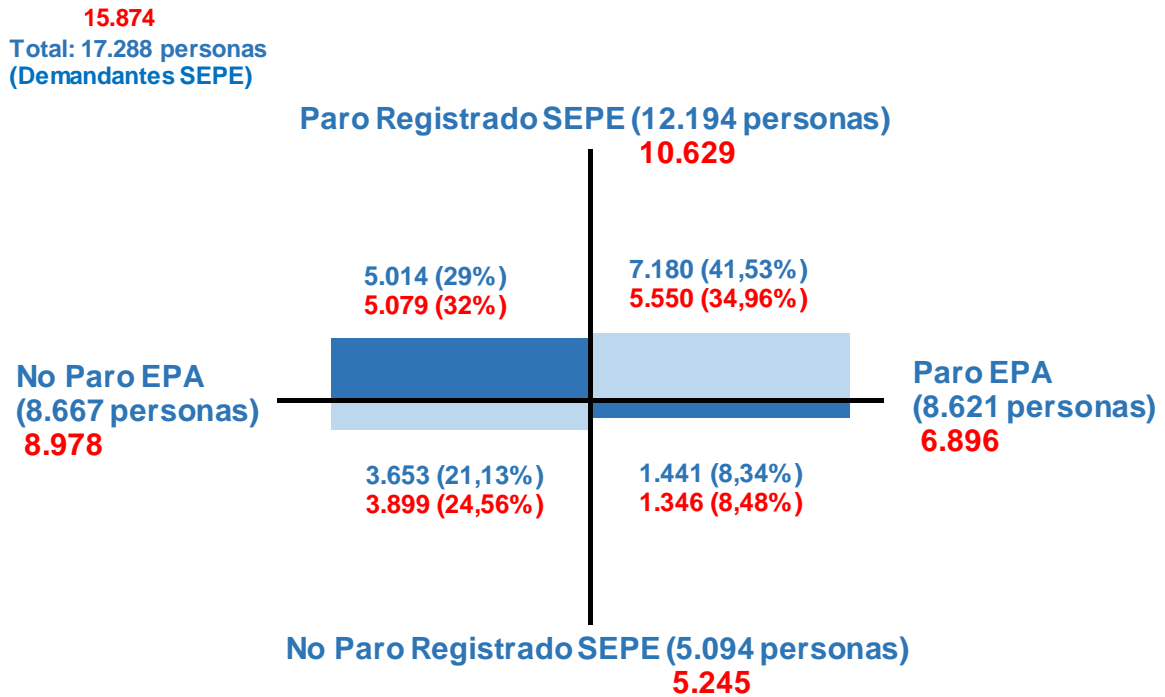 15.874
Total: 17.288 personas
(Demandantes SEPE)
Paro Registrado SEPE (12.194 personas)
10.629
5.014 (29%)
5.079 (32%)
7.180 (41,53%)
5.550 (34,96%)
No Paro EPA
(8.667 personas)
8.978
Paro EPA
(8.621 personas)
6.896
3.653 (21,13%)
3.899 (24,56%)
1.441 (8,34%)
1.346 (8,48%)
No Paro Registrado SEPE (5.094 personas)
5.245